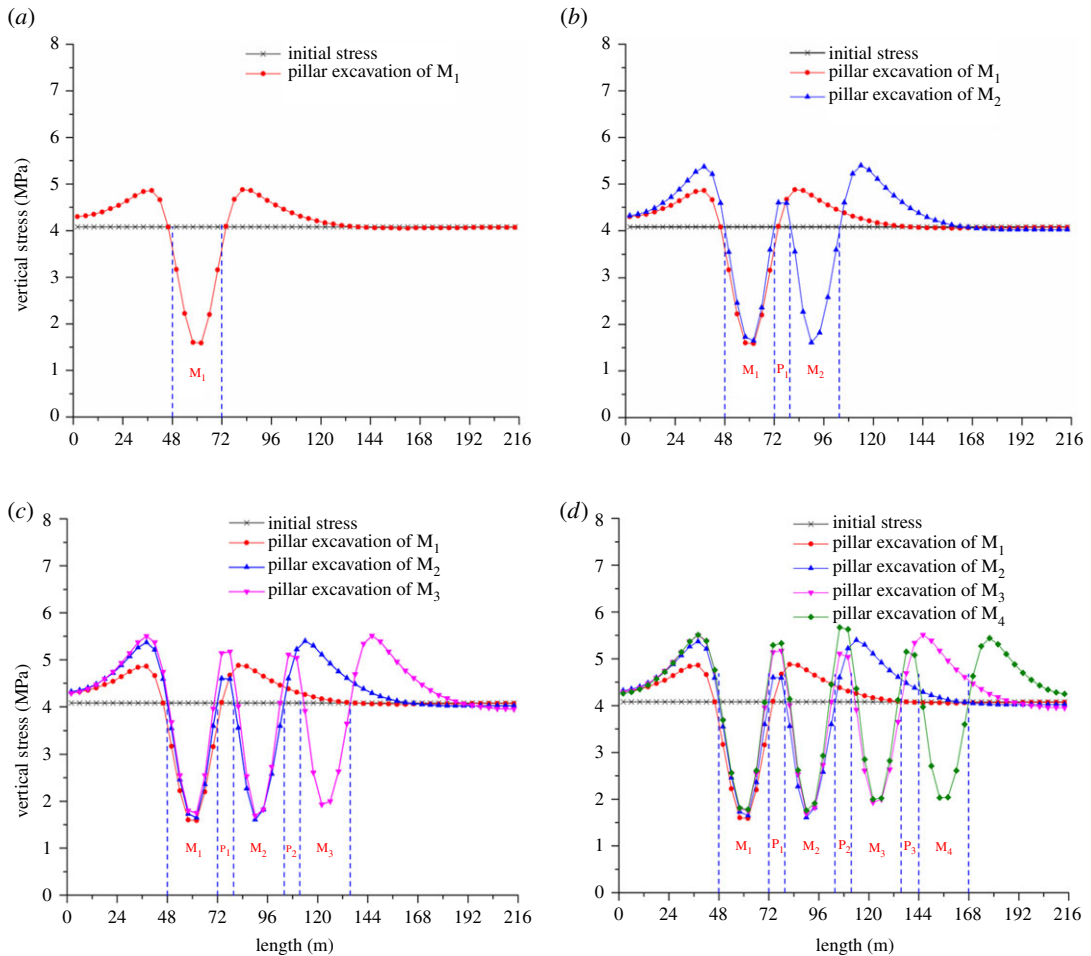 (a)
initial stress
pillar excavation of M1
vertical stress (MPa)
8
7
6
5
4
3
2
1
0
M1
0 24 48 72 96 120 144 168 192 216
(b)
initial stress
pillar excavation of M1
pillar excavation of M2
8
7
6
5
4
3
2
1
0
M1 P1 M2
0 24 48 72 96 120 144 168 192 216
(c)
initial stress
pillar excavation of M1
pillar excavation of M2
pillar excavation of M3
vertical stress (MPa)
8
7
6
5
4
3
2
1
0
M1 P1 M2 P2 M3
0 24 48 72 96 120 144 168 192 216
length (m)
(d)
initial stress
pillar excavation of M1
pillar excavation of M2
pillar excavation of M3
pillar excavation of M4
8
7
6
5
4
3
2
1
0
M1 P1 M2 P2 M3 P3 M4
0 24 48 72 96 120 144 168 192 216
length (m)